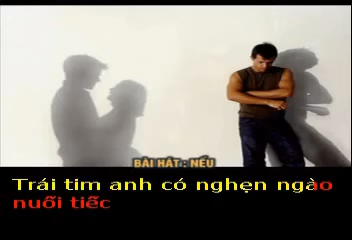 BÀI HÁT : NẾU
Trái tim anh có nghẹn ngào
nuối tiếc